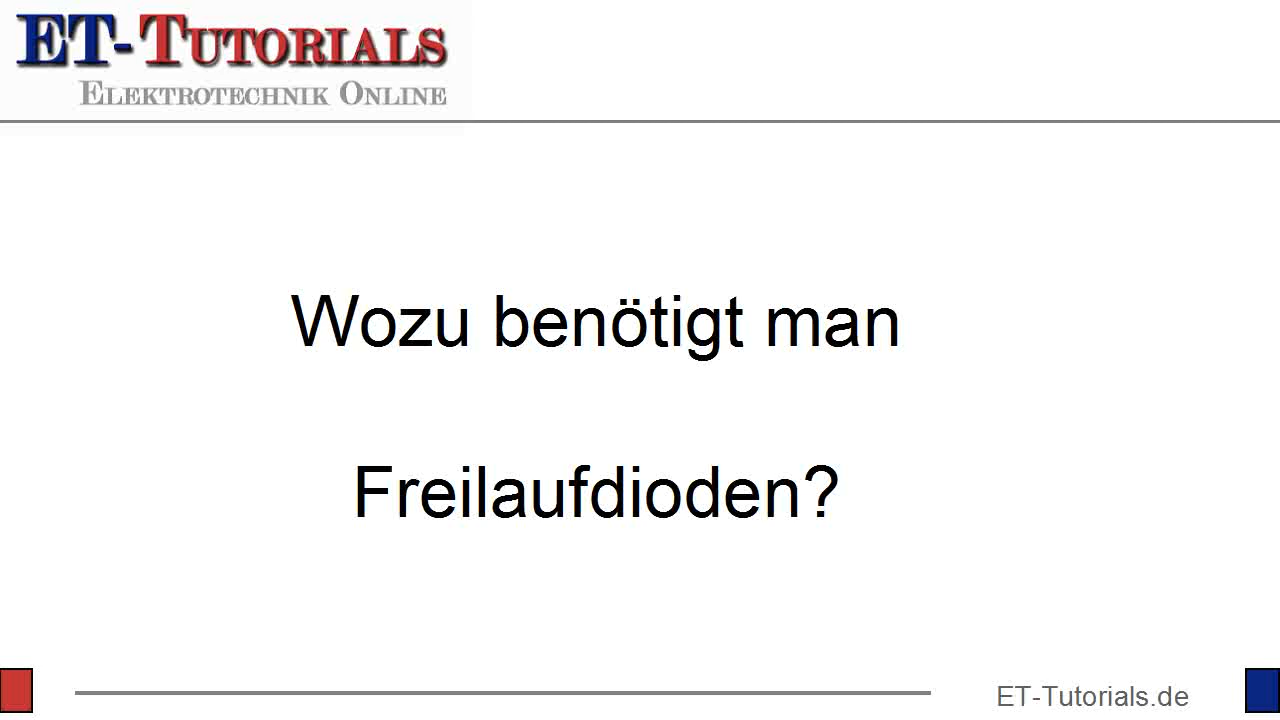 ET-TUTORIALS
ELEKTROTECHNIK ONLINE
Wozu benötigt man
Freilaufdioden?
ET-Tutorials.de